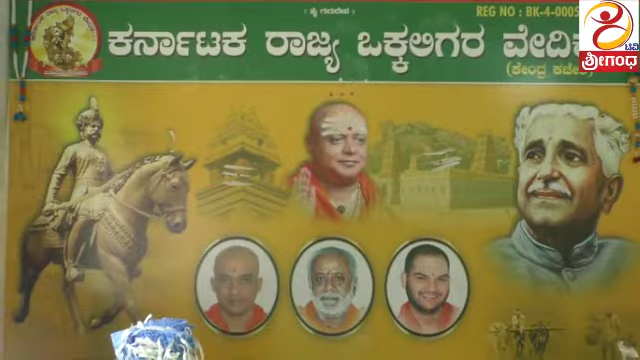 । ಶ್ರೀ ಗುರುದೇವ ।
REG NO : BK-4-0005
ಕರ್ನಾಟಕ ರಾಜ್ಯ ಒಕ್ಕಲಿಗರ
(ಕೇಂದ್ರ
ಟಿವಿ
ಶ್ರೀಗಂಧ